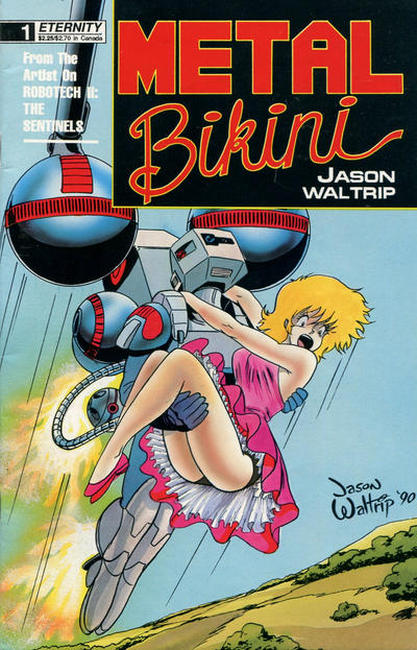 1 ETERNITY
$2.25/$2.70 in Canada
From The
Artist On
ROBOTECH II:
THE
SENTINELS
METAL
Bikini
JASON
WALTRIP
Jason
Waltrip '90